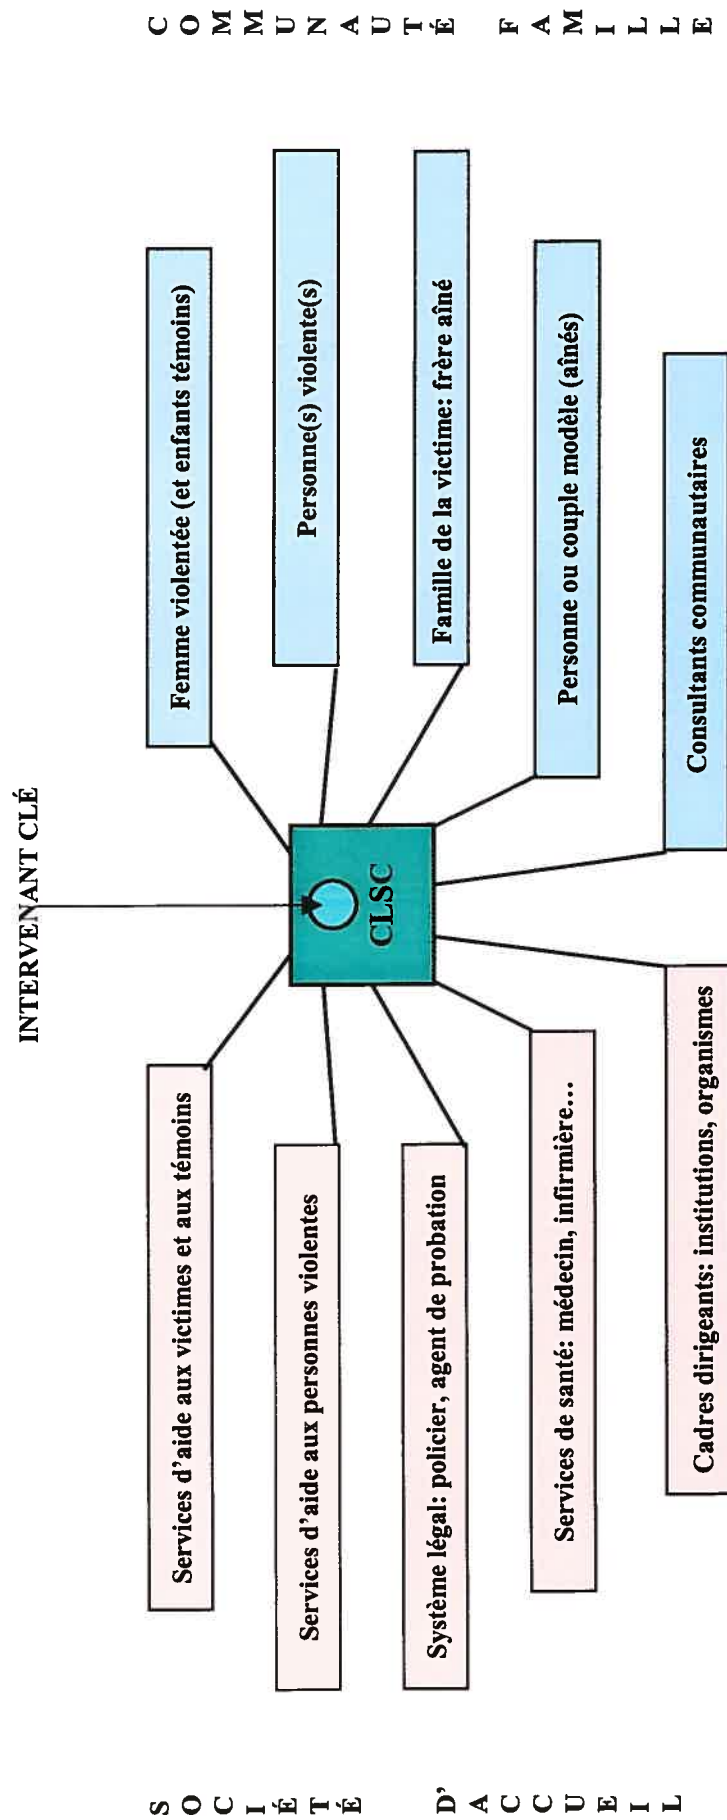 INTERVENANT CLÉ
SOCIÉTÉ D'ACCUEIL
Services d'aide aux victimes et aux témoins
Services d'aide aux personnes violentes
Système légal: policier, agent de probation
Services de santé: médecin, infirmière...
Cadres dirigeants: institutions, organismes
CLSC
Femme violentée (et enfants témoins)
Personne(s) violente(s)
Famille de la victime: frère aîné
Personne ou couple modèle (aînés)
Consultants communautaires
COMMUNAUTÉ FAMILLE